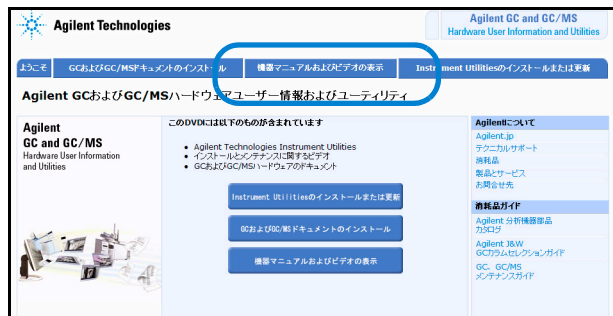 Agilent Technologies
Agilent GC and GC/MS
Hardware User Information and Utilities
ようこそ
GCおよびGC/MSドキュメントのインストール
機器マニュアルおよびビデオの表示
Instrument Utilitiesのインストールまたは更新
Agilent GCおよびGC/MSハードウェアユーザー情報およびユーティリティ
Agilent
GC and GC/MS
Hardware User Information
and Utilities
このDVDには以下のものが含まれています
Agilent Technologies Instrument Utilities
インストールとメンテナンスに関するビデオ
GCおよびGC/MSハードウェアのドキュメント
Instrument Utilitiesのインストールまたは更新
GCおよびGC/MSドキュメントのインストール
機器マニュアルおよびビデオの表示
Agilentについて
Agilent.jp
テクニカルサポート
消耗品
製品とサービス
お問合せ先
消耗品ガイド
Agilent 分析機器部品
カタログ
Agilent J&W
GCカラムセレクションガイド
GC、GC/MS
メンテナンスガイド